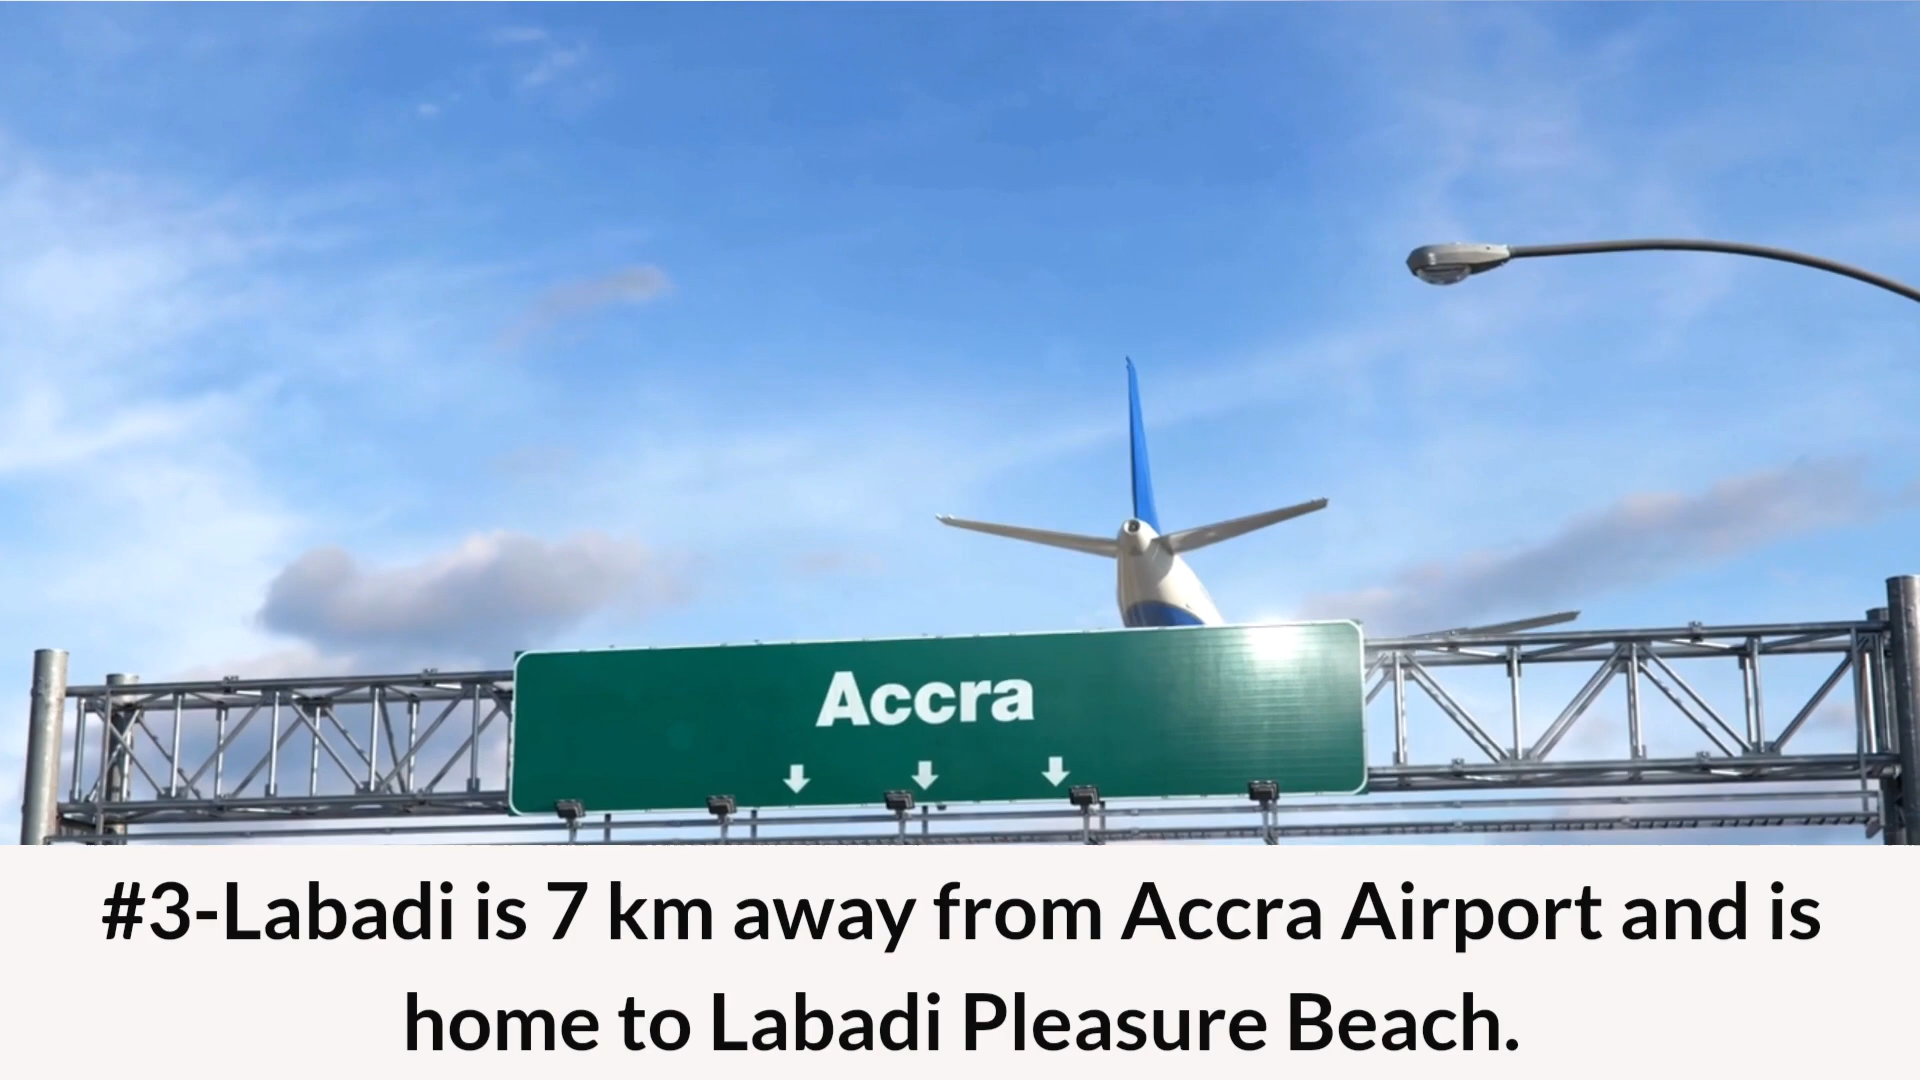 Accra
#3-Labadi is 7 km away from Accra Airport and is
home to Labadi Pleasure Beach.